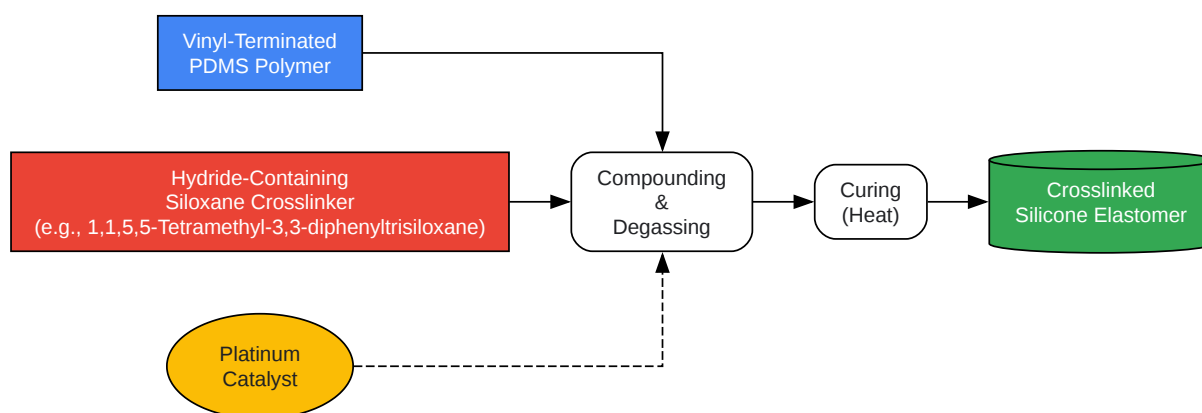 Vinyl-Terminated
PDMS Polymer
Hydride-Containing
Siloxane Crosslinker
(e.g., 1,1,5,5-Tetramethyl-3,3-diphenyltrisiloxane)
Platinum
Catalyst
Compounding
&
Degassing
Curing
(Heat)
Crosslinked
Silicone Elastomer